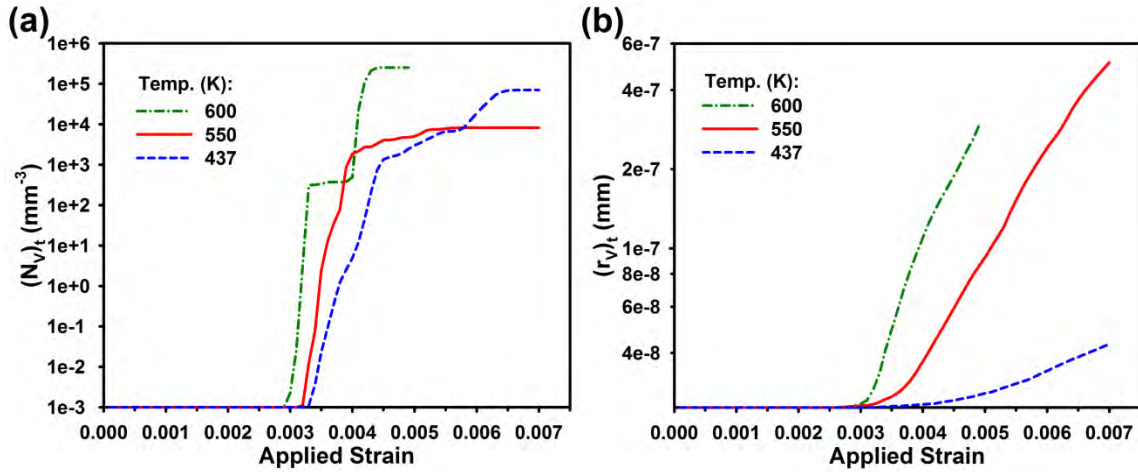 (a)
(N_V)_t (mm^-3)
1e+6
1e+5
1e+4
1e+3
1e+2
1e+1
1e+0
1e-1
1e-2
1e-3
Temp. (K):
600
550
437
0.000 0.001 0.002 0.003 0.004 0.005 0.006 0.007
Applied Strain
(b)
(r_V)_t (mm)
6e-7
4e-7
2e-7
1e-7
8e-8
6e-8
4e-8
Temp. (K):
600
550
437
0.000 0.001 0.002 0.003 0.004 0.005 0.006 0.007
Applied Strain